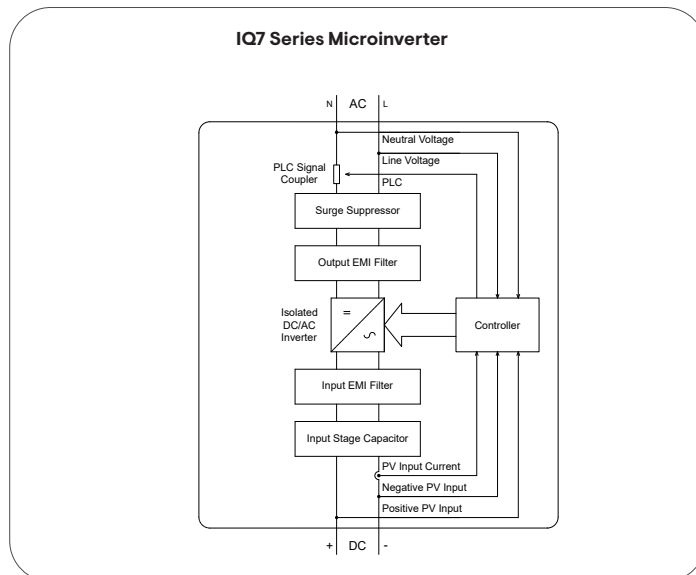 IQ7 Series Microinverter
N AC L
Neutral Voltage
Line Voltage
PLC Signal
Coupler
PLC
Surge Suppressor
Output EMI Filter
Isolated
DC/AC
Inverter
=
∿
Controller
Input EMI Filter
Input Stage Capacitor
PV Input Current
Negative PV Input
Positive PV Input
+ DC -